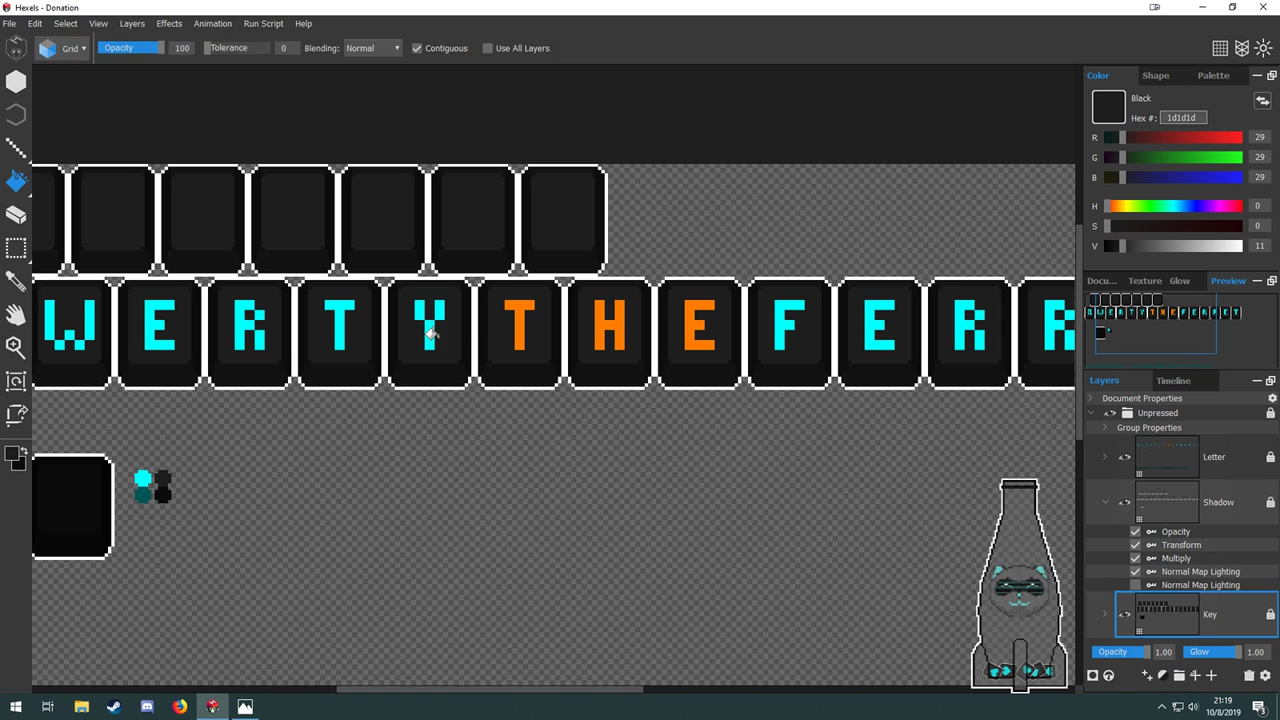 Hexels - Donation
File Edit Select View Layers Effects Animation Run Script Help
Grid Opacity 100 Tolerance 0 Blending: Normal Contiguous Use All Layers
Color Shape Palette
Black
Hex #: 1d1d1d
R 29
G 29
B 29
H 0
S 0
V 11
Docu... Texture Glow Preview
WERTYTHEFERR
Layers Timeline
Document Properties
Unpressed
Group Properties
Letter
Shadow
Opacity
Transform
Multiply
Normal Map Lighting
Normal Map Lighting
Key
Opacity 1.00 Glow 1.00
21:19
10/8/2019
3